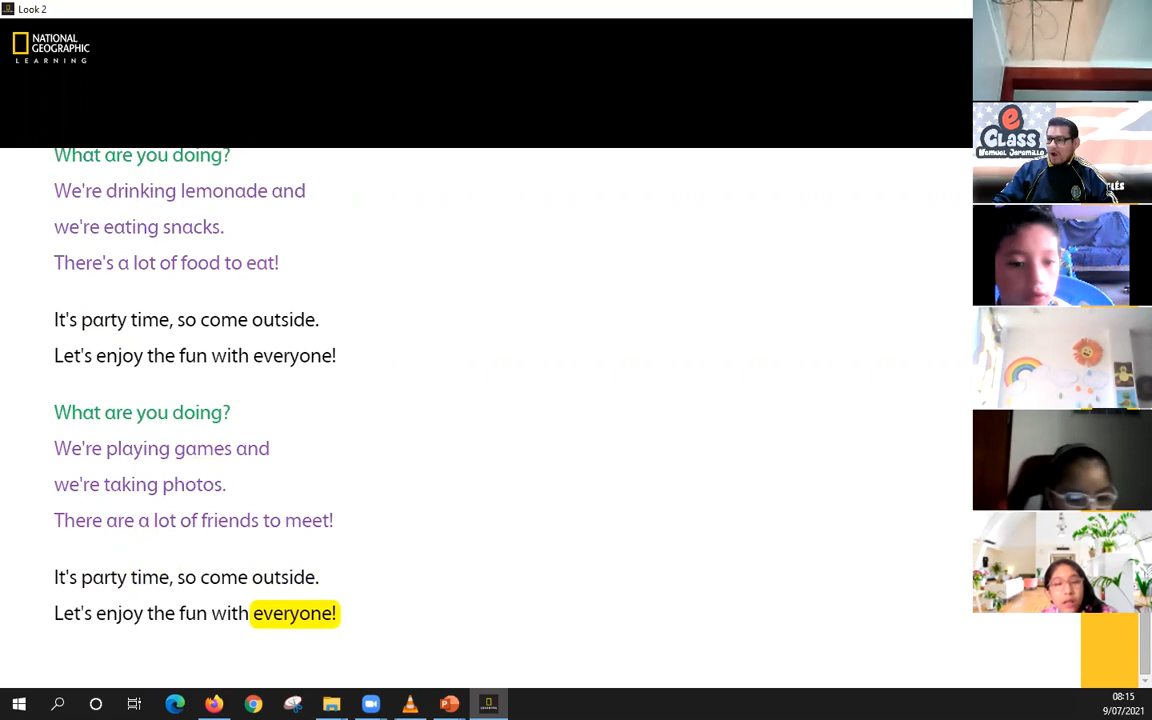 Look 2
NATIONAL
GEOGRAPHIC
LEARNING
What are you doing?
We're drinking lemonade and
we're eating snacks.
There's a lot of food to eat!
It's party time, so come outside.
Let's enjoy the fun with everyone!
What are you doing?
We're playing games and
we're taking photos.
There are a lot of friends to meet!
It's party time, so come outside.
Let's enjoy the fun with everyone!
e
CLASS
08:15
9/07/2021